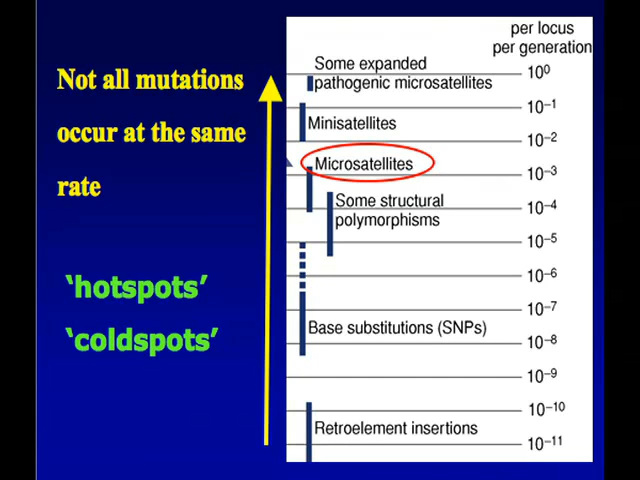 Not all mutations
occur at the same
rate
‘hotspots’
‘coldspots’
per locus
per generation
Some expanded
pathogenic microsatellites
Minisatellites
Microsatellites
Some structural
polymorphisms
Base substitutions (SNPs)
Retroelement insertions
10⁰
10⁻¹
10⁻²
10⁻³
10⁻⁴
10⁻⁵
10⁻⁶
10⁻⁷
10⁻⁸
10⁻⁹
10⁻¹⁰
10⁻¹¹